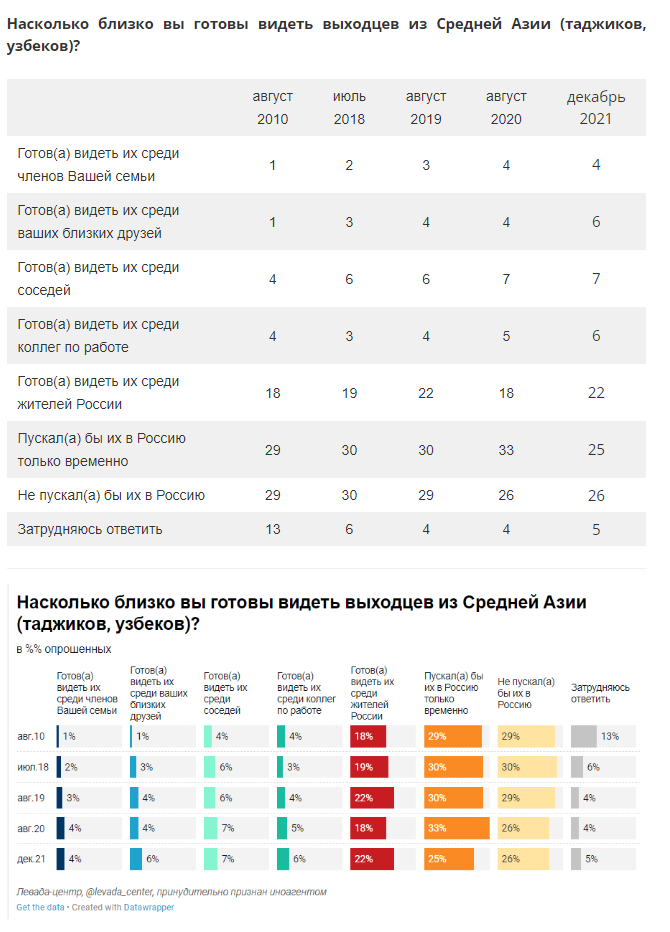 Насколько близко вы готовы видеть выходцев из Средней Азии (таджиков,
узбеков)?
август июль август август декабрь
2010 2018 2019 2020 2021
Готов(а) видеть их среди
членов Вашей семьи 1 2 3 4 4
Готов(а) видеть их среди
ваших близких друзей 1 3 4 4 6
Готов(а) видеть их среди
соседей 4 6 6 7 7
Готов(а) видеть их среди
коллег по работе 4 3 4 5 6
Готов(а) видеть их среди
жителей России 18 19 22 18 22
Пускал(а) бы их в Россию
только временно 29 30 30 33 25
Не пускал(а) бы их в Россию 29 30 29 26 26
Затрудняюсь ответить 13 6 4 4 5
Насколько близко вы готовы видеть выходцев из Средней Азии
(таджиков, узбеков)?
в %% опрошенных
Готов(а)
видеть их
среди членов
Вашей семьи
Готов(а)
видеть их
среди ваших
близких
друзей
Готов(а)
видеть их
среди
соседей
Готов(а)
видеть их
среди коллег
по работе
Готов(а)
видеть их
среди
жителей
России
Пускал(а) бы
их в Россию
только
временно
Не пускал(а)
бы их в
Россию
Затрудняюсь
ответить
авг.10 1% 1% 4% 4% 18% 29% 29% 13%
июл.18 2% 3% 6% 3% 19% 30% 30% 6%
авг.19 3% 4% 6% 4% 22% 30% 29% 4%
авг.20 4% 4% 7% 5% 18% 33% 26% 4%
дек.21 4% 6% 7% 6% 22% 25% 26% 5%
Левада-центр, @levada_center, принудительно признан иноагентом
Get the data • Created with Datawrapper